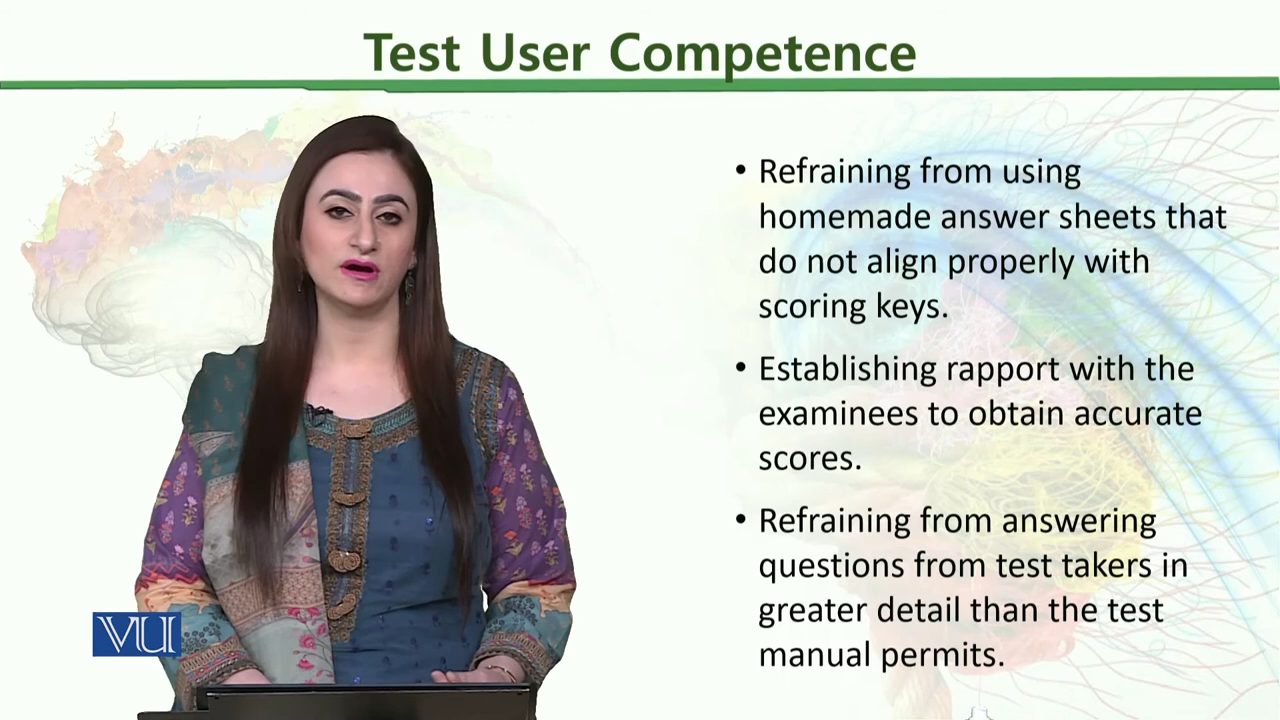 Test User Competence
• Refraining from using
homemade answer sheets that
do not align properly with
scoring keys.
• Establishing rapport with the
examinees to obtain accurate
scores.
• Refraining from answering
questions from test takers in
greater detail than the test
manual permits.
VU